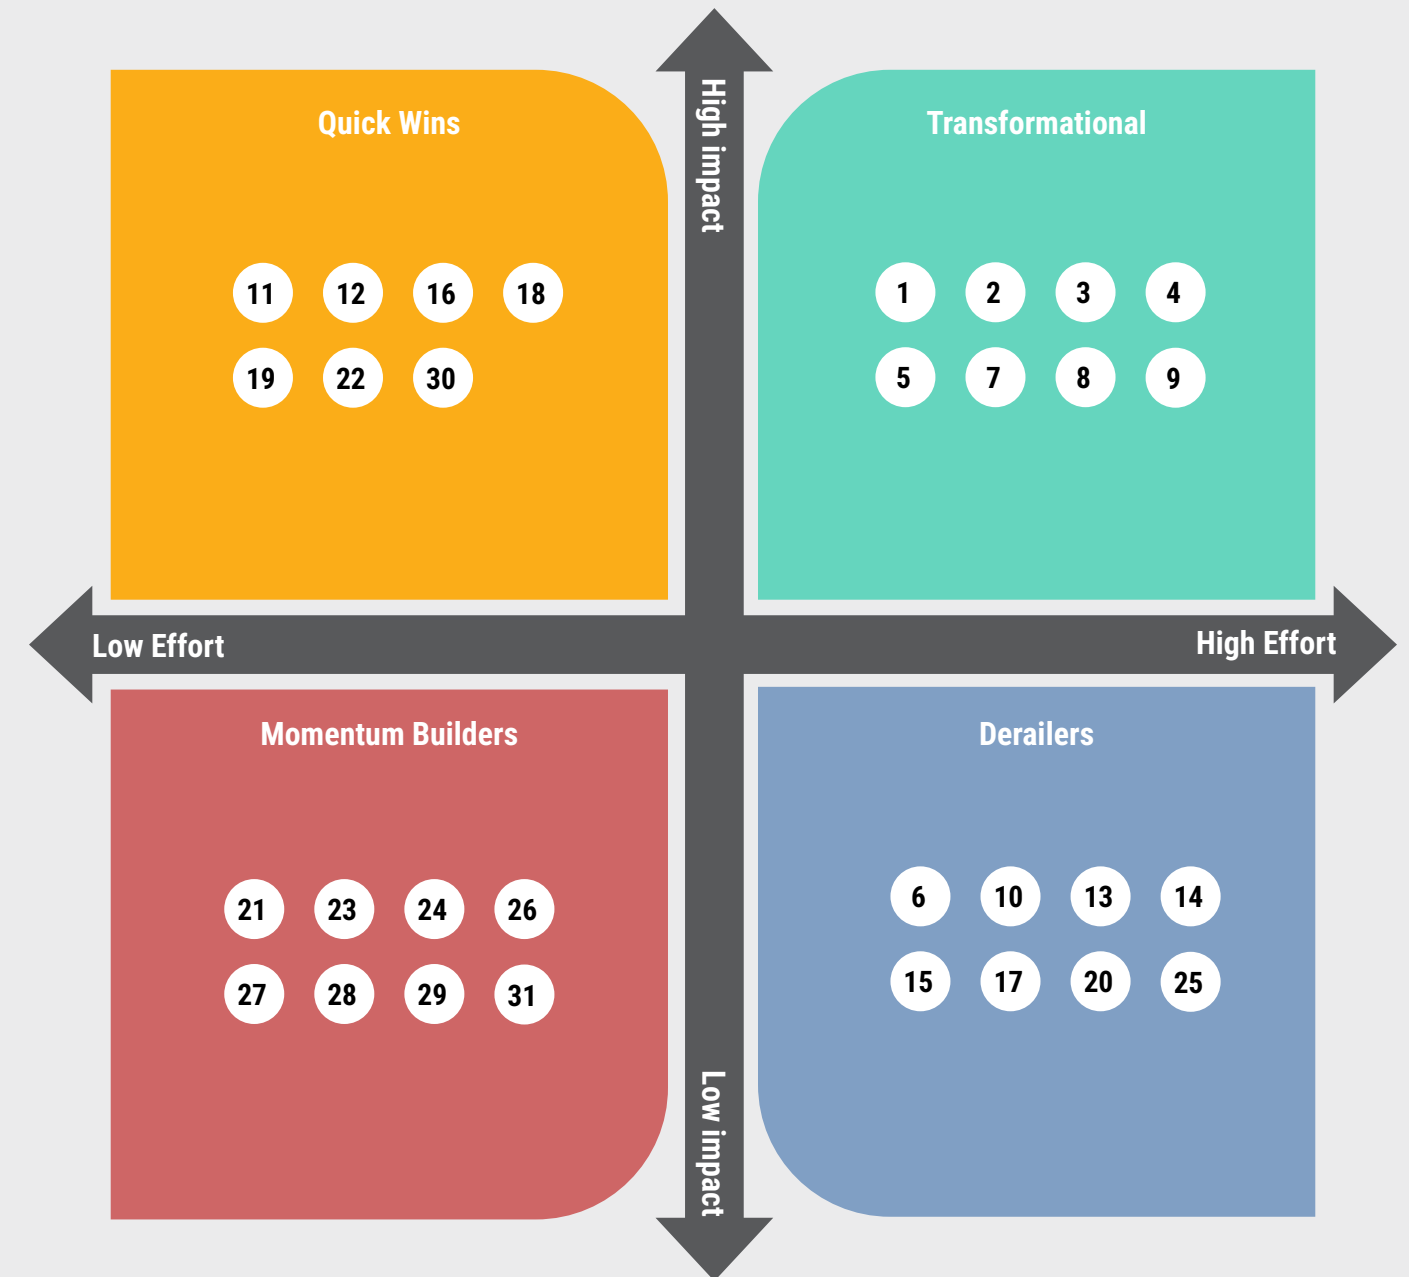 High impact
Quick Wins
11 12 16 18
19 22 30
Transformational
1 2 3 4
5 7 8 9
Low Effort
High Effort
Momentum Builders
21 23 24 26
27 28 29 31
Derailers
6 10 13 14
15 17 20 25
Low impact